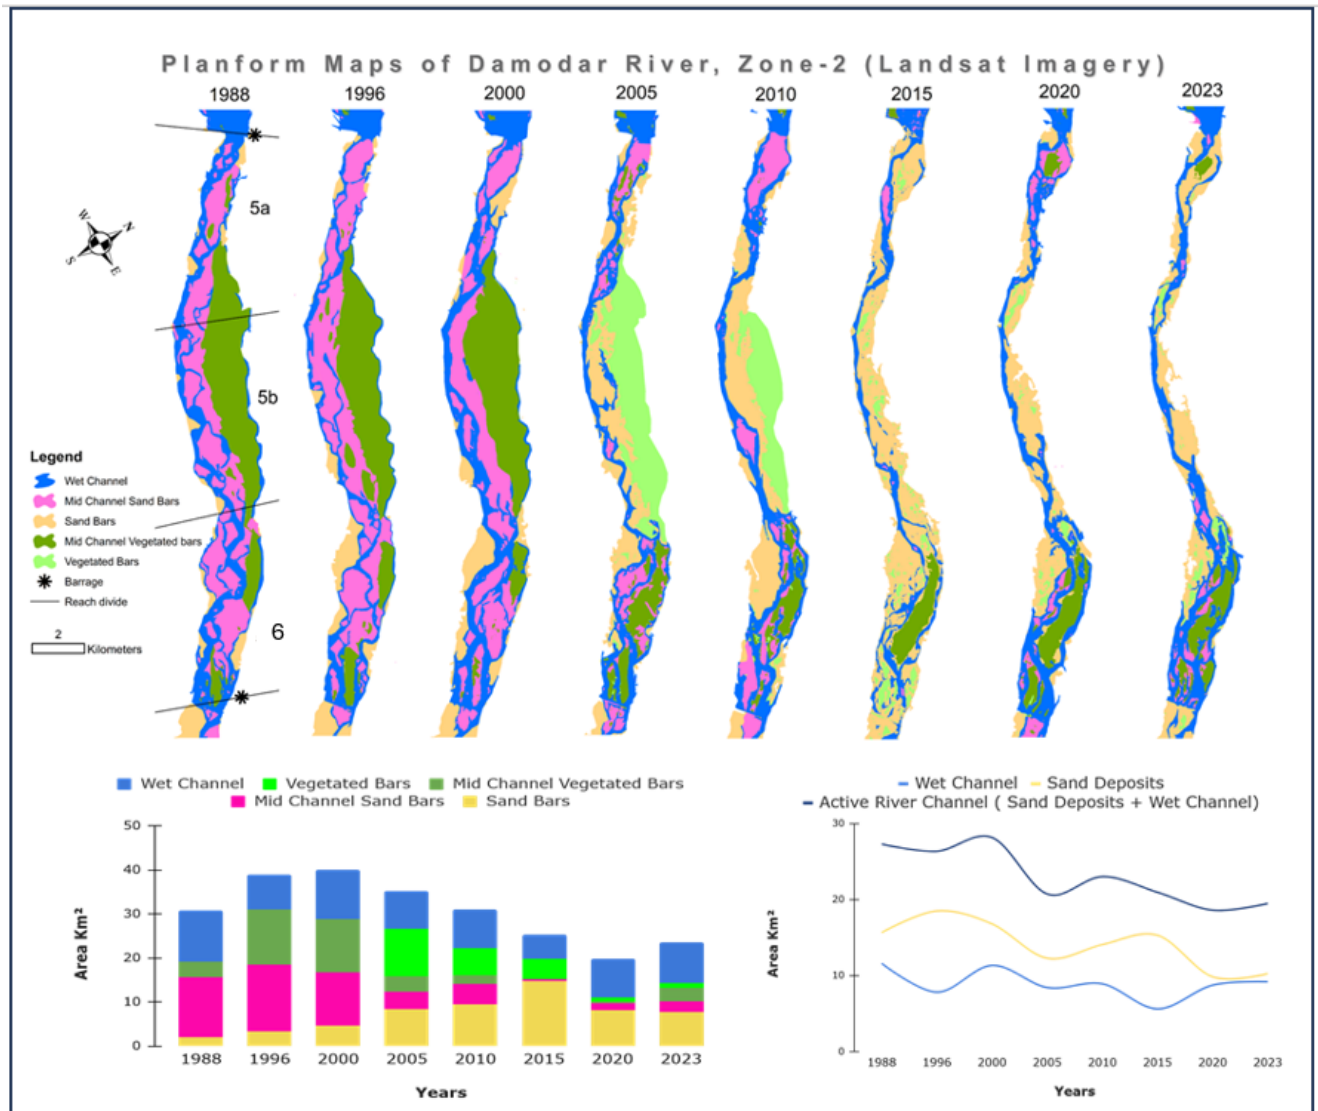 Planform Maps of Damodar River, Zone-2 (Landsat Imagery)
1988 1996 2000 2005 2010 2015 2020 2023
5a
W N
S E
5b
Legend
Wet Channel
Mid Channel Sand Bars
Sand Bars
Mid Channel Vegetated bars
Vegetated Bars
Barrage
Reach divide
6
2
Kilometers
Wet Channel Vegetated Bars Mid Channel Vegetated Bars
Mid Channel Sand Bars Sand Bars
50
40
30
20
10
0
Area Km²
1988 1996 2000 2005 2010 2015 2020 2023
Years
Wet Channel Sand Deposits
Active River Channel ( Sand Deposits + Wet Channel)
30
20
10
0
Area Km²
1988 1996 2000 2005 2010 2015 2020 2023
Years